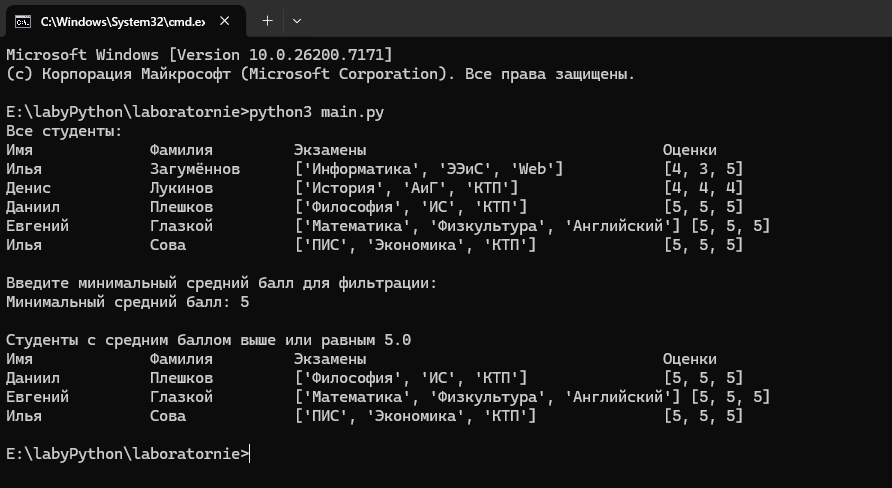 C:\Windows\System32\cmd.ex
Microsoft Windows [Version 10.0.26200.7171]
(c) Корпорация Майкрософт (Microsoft Corporation). Все права защищены.
E:\labyPython\laboratornie>python3 main.py
Все студенты:
Имя Фамилия Экзамены Оценки
Илья Загумённов ['Информатика', 'ЭЭиС', 'Web'] [4, 3, 5]
Денис Лукинов ['История', 'АиГ', 'КТП'] [4, 4, 4]
Даниил Плешков ['Философия', 'ИС', 'КТП'] [5, 5, 5]
Евгений Глазкой ['Математика', 'Физкультура', 'Английский'] [5, 5, 5]
Илья Сова ['ПИС', 'Экономика', 'КТП'] [5, 5, 5]
Введите минимальный средний балл для фильтрации:
Минимальный средний балл: 5
Студенты с средним баллом выше или равным 5.0
Имя Фамилия Экзамены Оценки
Даниил Плешков ['Философия', 'ИС', 'КТП'] [5, 5, 5]
Евгений Глазкой ['Математика', 'Физкультура', 'Английский'] [5, 5, 5]
Илья Сова ['ПИС', 'Экономика', 'КТП'] [5, 5, 5]
E:\labyPython\laboratornie>